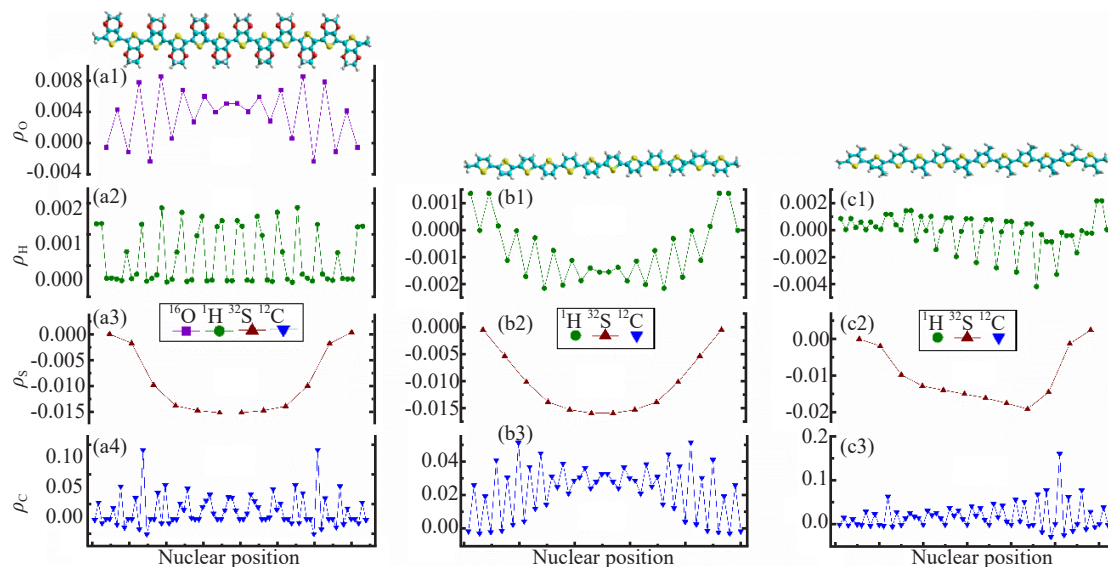 (a1)
0.008
0.004
0.000
-0.004
ρO
(a2)
0.002
0.001
0.000
ρH
16O 1H 32S 12C
(a3)
0.000
-0.005
-0.010
-0.015
ρS
(a4)
0.10
0.05
0.00
ρC
Nuclear position
(b1)
0.001
0.000
-0.001
-0.002
1H 32S 12C
(b2)
-0.000
-0.005
-0.010
-0.015
(b3)
0.04
0.02
0.00
Nuclear position
(c1)
0.002
0.000
-0.002
-0.004
1H 32S 12C
(c2)
0.00
-0.01
-0.02
0.2
(c3)
0.1
0.0
Nuclear position